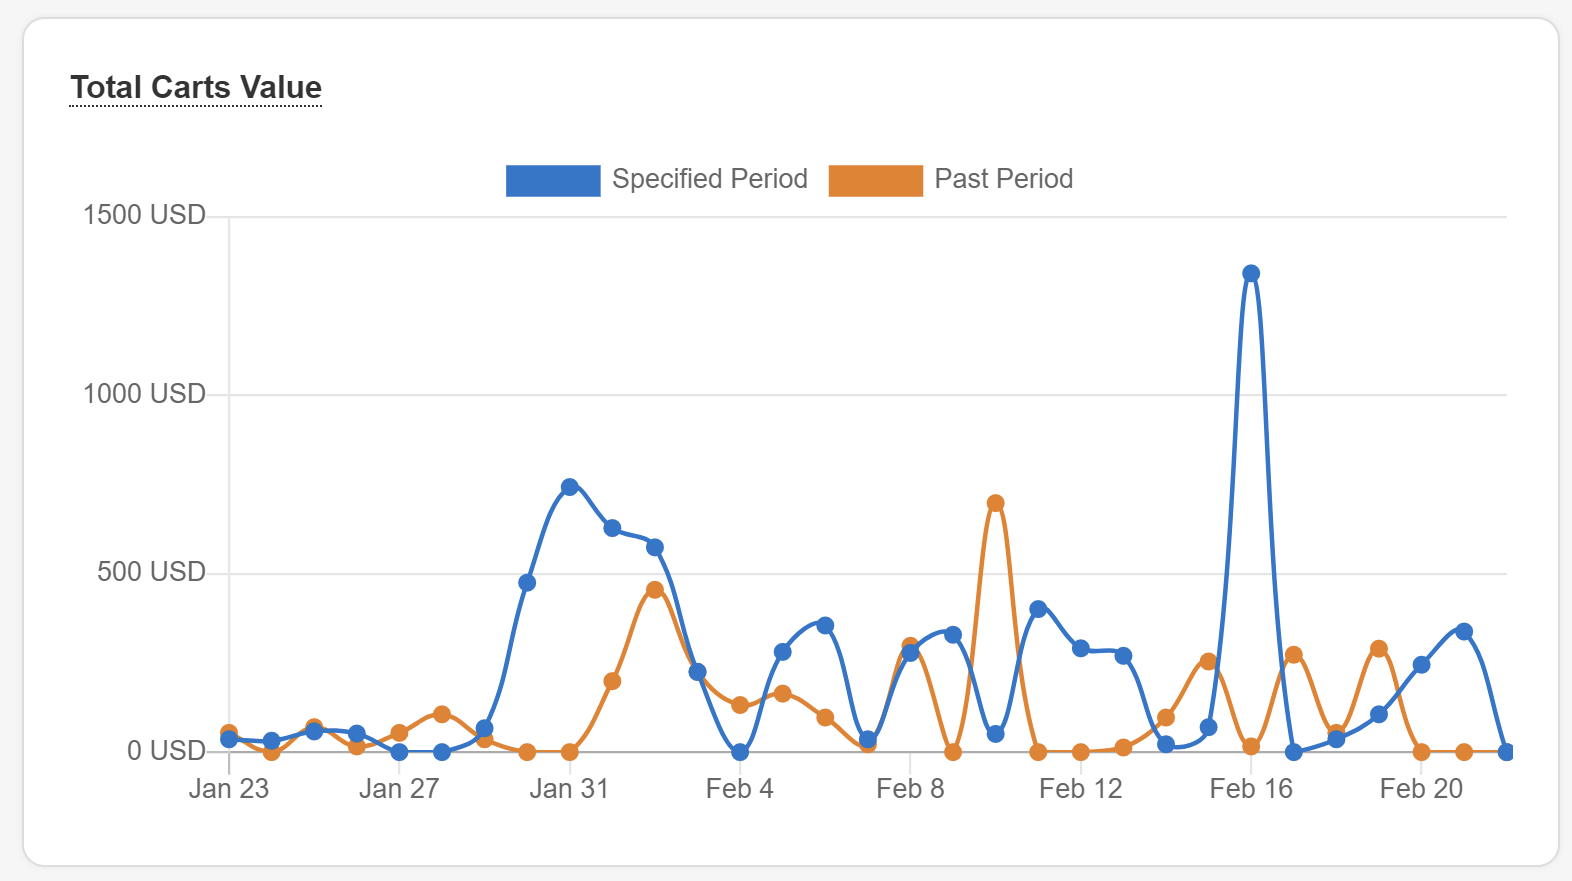 Total Carts Value
Specified Period Past Period
1500 USD
1000 USD
500 USD
0 USD
Jan 23 Jan 27 Jan 31 Feb 4 Feb 8 Feb 12 Feb 16 Feb 20